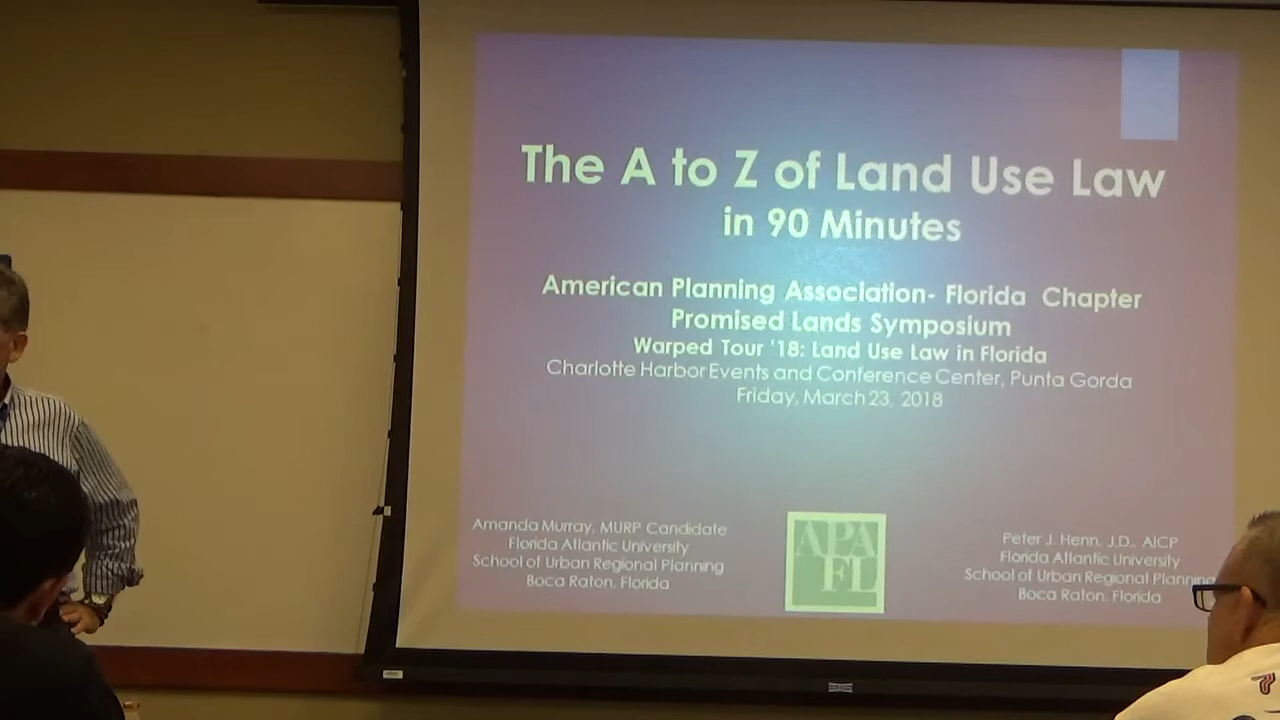 The A to Z of Land Use Law
in 90 Minutes
American Planning Association- Florida Chapter
Promised Lands Symposium
Warped Tour '18: Land Use Law in Florida
Charlotte Harbor Events and Conference Center, Punta Gorda
Friday, March 23, 2018
Amanda Murray, MURP Candidate
Florida Atlantic University
School of Urban Regional Planning
Boca Raton, Florida
APA
FL
Peter J. Henn, J.D., AICP
Florida Atlantic University
School of Urban Regional Planning
Boca Raton, Florida